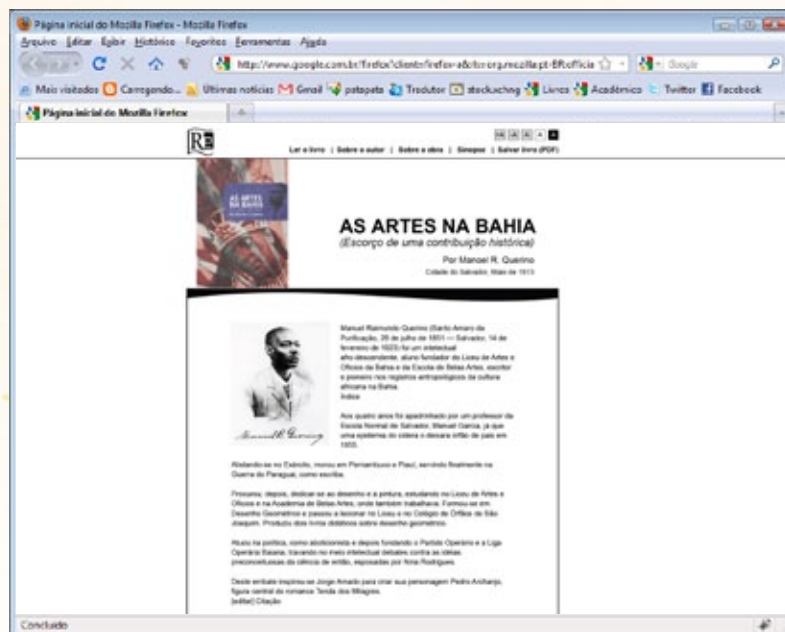 Página inicial do Mozilla Firefox - Mozilla Firefox
Arquivo Editar Exibir Histórico Favoritos Ferramentas Ajuda
http://www.google.com.br/firefox?client=firefox-a&rls=org.mozilla:pt-BR:official
Google
Mais visitados Carregando... Últimas notícias Gmail patapata Tradutor stockxchng Livros Acadêmico Twitter Facebook
Página inicial do Mozilla Firefox
R
Ler o livro | Sobre o autor | Sobre a obra | Sinopse | Salvar livro (PDF)
AS ARTES
NA BAHIA
AS ARTES NA BAHIA
(Escorço de uma contribuição histórica)
Por Manoel R. Querino
Cidade do Salvador, Maio de 1913
Manuel Raimundo Querino (Santo Amaro da
Purificação, 28 de julho de 1851 — Salvador, 14 de
fevereiro de 1923) foi um intelectual
afro-descendente, aluno fundador do Liceu de Artes e
Ofícios da Bahia e da Escola de Belas Artes, escritor
e pioneiro nos registros antropológicos da cultura
africana na Bahia.
Índice
Aos quatro anos foi apadrinhado por um professor da
Escola Normal de Salvador, Manuel Garcia, já que
uma epidemia do cólera o deixara órfão de pais em
1855.
Manuel R. Querino
Alistando-se no Exército, morou em Pernambuco e Piauí, servindo finalmente na
Guerra do Paraguai, como escriba.
Procurou, depois, dedicar-se ao desenho e a pintura, estudando no Liceu de Artes e
Ofícios e na Academia de Belas Artes, onde também trabalhava. Formou-se em
Desenho Geométrico e passou a lecionar no Liceu e no Colégio de Órfãos de São
Joaquim. Produziu dois livros didáticos sobre desenho geométrico.
Atuou na política, como abolicionista e depois fundando o Partido Operário e a Liga
Operária Baiana, travando no meio intelectual debates contra as idéias
preconceituosas da ciência de então, esposadas por Nina Rodrigues.
Deste embate inspirou-se Jorge Amado para criar sua personagem Pedro Archanjo,
figura central do romance Tenda dos Milagres.
[editar] Citação
Concluído